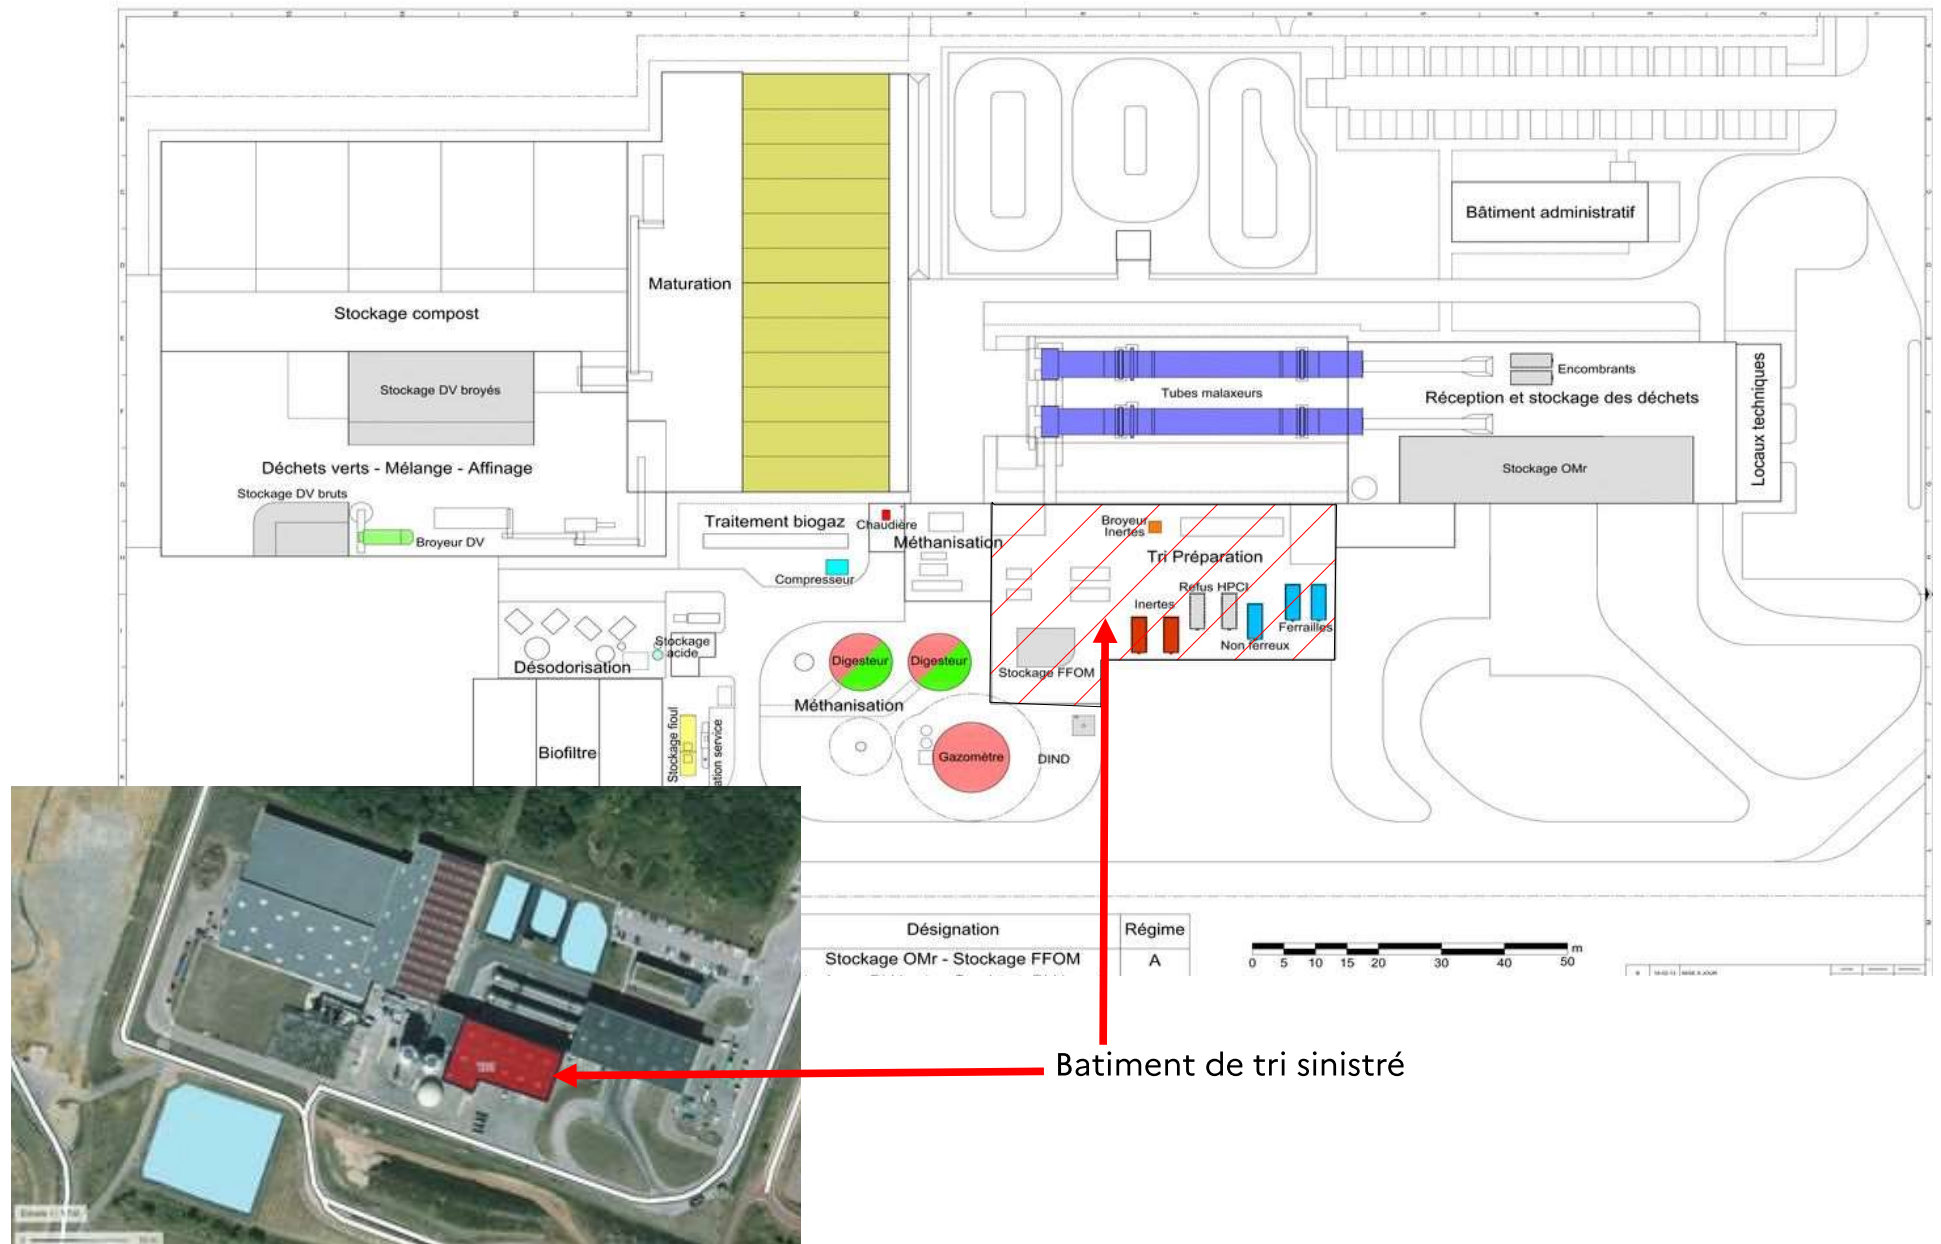 Bâtiment administratif
Maturation
Stockage compost
Encombrants
Tubes malaxeurs
Réception et stockage des déchets
Locaux techniques
Stockage DV broyés
Déchets verts - Mélange - Affinage
Stockage OMr
Stockage DV bruts
Broyeur DV
Traitement biogaz
Chaudière
Méthanisation
Compresseur
Broyeur
Inertes
Tri Préparation
Refus HPCI
Inertes
Ferrailles
Non ferreux
Stockage
acide
Désodorisation
Digesteur
Digesteur
Stockage FFOM
Méthanisation
Stockage fioul
ation service
Biofiltre
Gazomètre
DIND
Désignation
Régime
Stockage OMr - Stockage FFOM
A
0 5 10 15 20 30 40 50 m
Batiment de tri sinistré